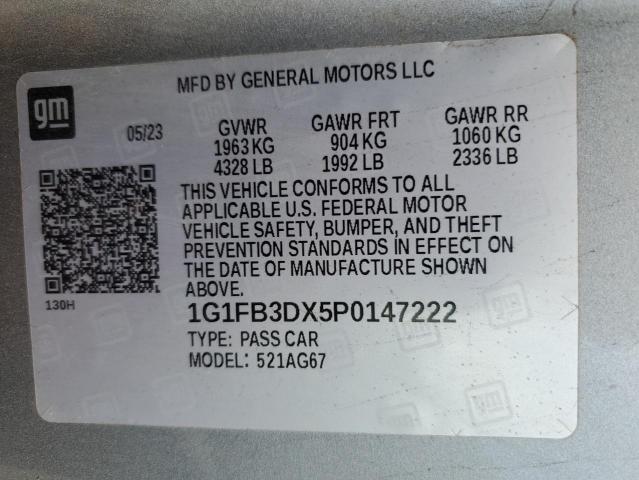 MFD BY GENERAL MOTORS LLC
gm
05/23 GVWR GAWR FRT GAWR RR
1963 KG 904 KG 1060 KG
4328 LB 1992 LB 2336 LB
THIS VEHICLE CONFORMS TO ALL
APPLICABLE U.S. FEDERAL MOTOR
VEHICLE SAFETY, BUMPER, AND THEFT
PREVENTION STANDARDS IN EFFECT ON
THE DATE OF MANUFACTURE SHOWN
ABOVE.
130H
1G1FB3DX5P0147222
TYPE: PASS CAR
MODEL: 521AG67